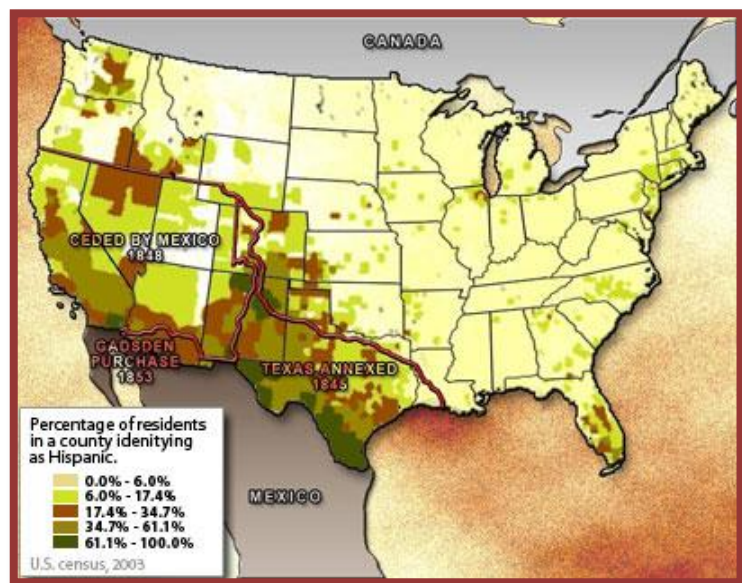 CANADA
CEDED BY MEXICO
1848
GADSDEN
PURCHASE
1853
TEXAS ANNEXED
1845
MEXICO
Percentage of residents
in a county idenitying
as Hispanic.
0.0% - 6.0%
6.0% - 17.4%
17.4% - 34.7%
34.7% - 61.1%
61.1% - 100.0%
U.S. census, 2003